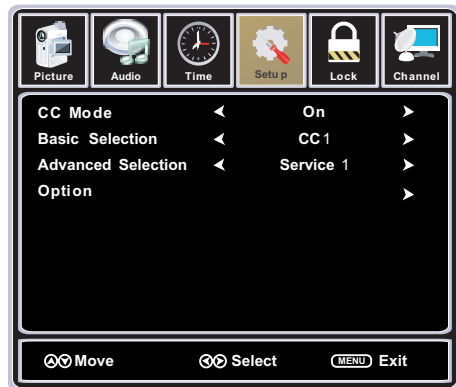 Picture Audio Time Setup Lock Channel
CC Mode On
Basic Selection CC1
Advanced Selection Service 1
Option
Move Select MENU Exit